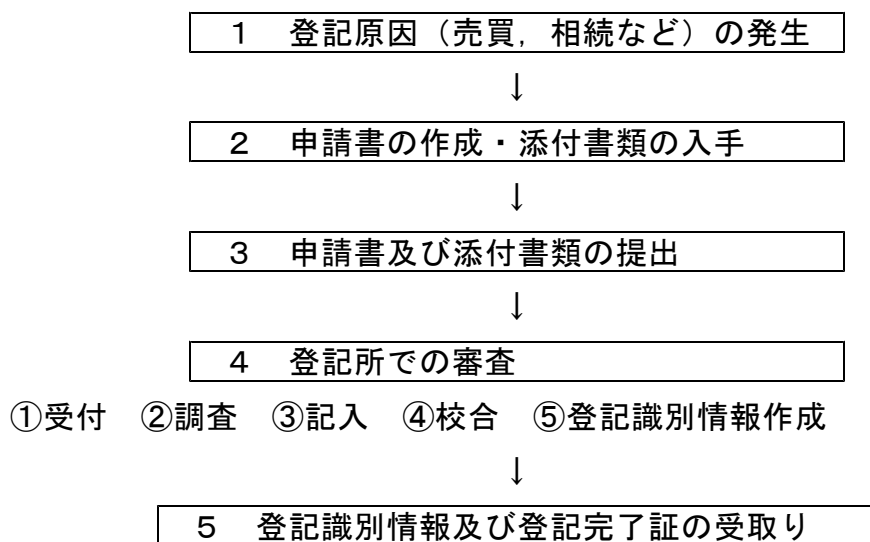 １　登記原因（売買，相続など）の発生
↓
２　申請書の作成・添付書類の入手
↓
３　申請書及び添付書類の提出
↓
４　登記所での審査
①受付　②調査　③記入　④校合　⑤登記識別情報作成
↓
５　登記識別情報及び登記完了証の受取り